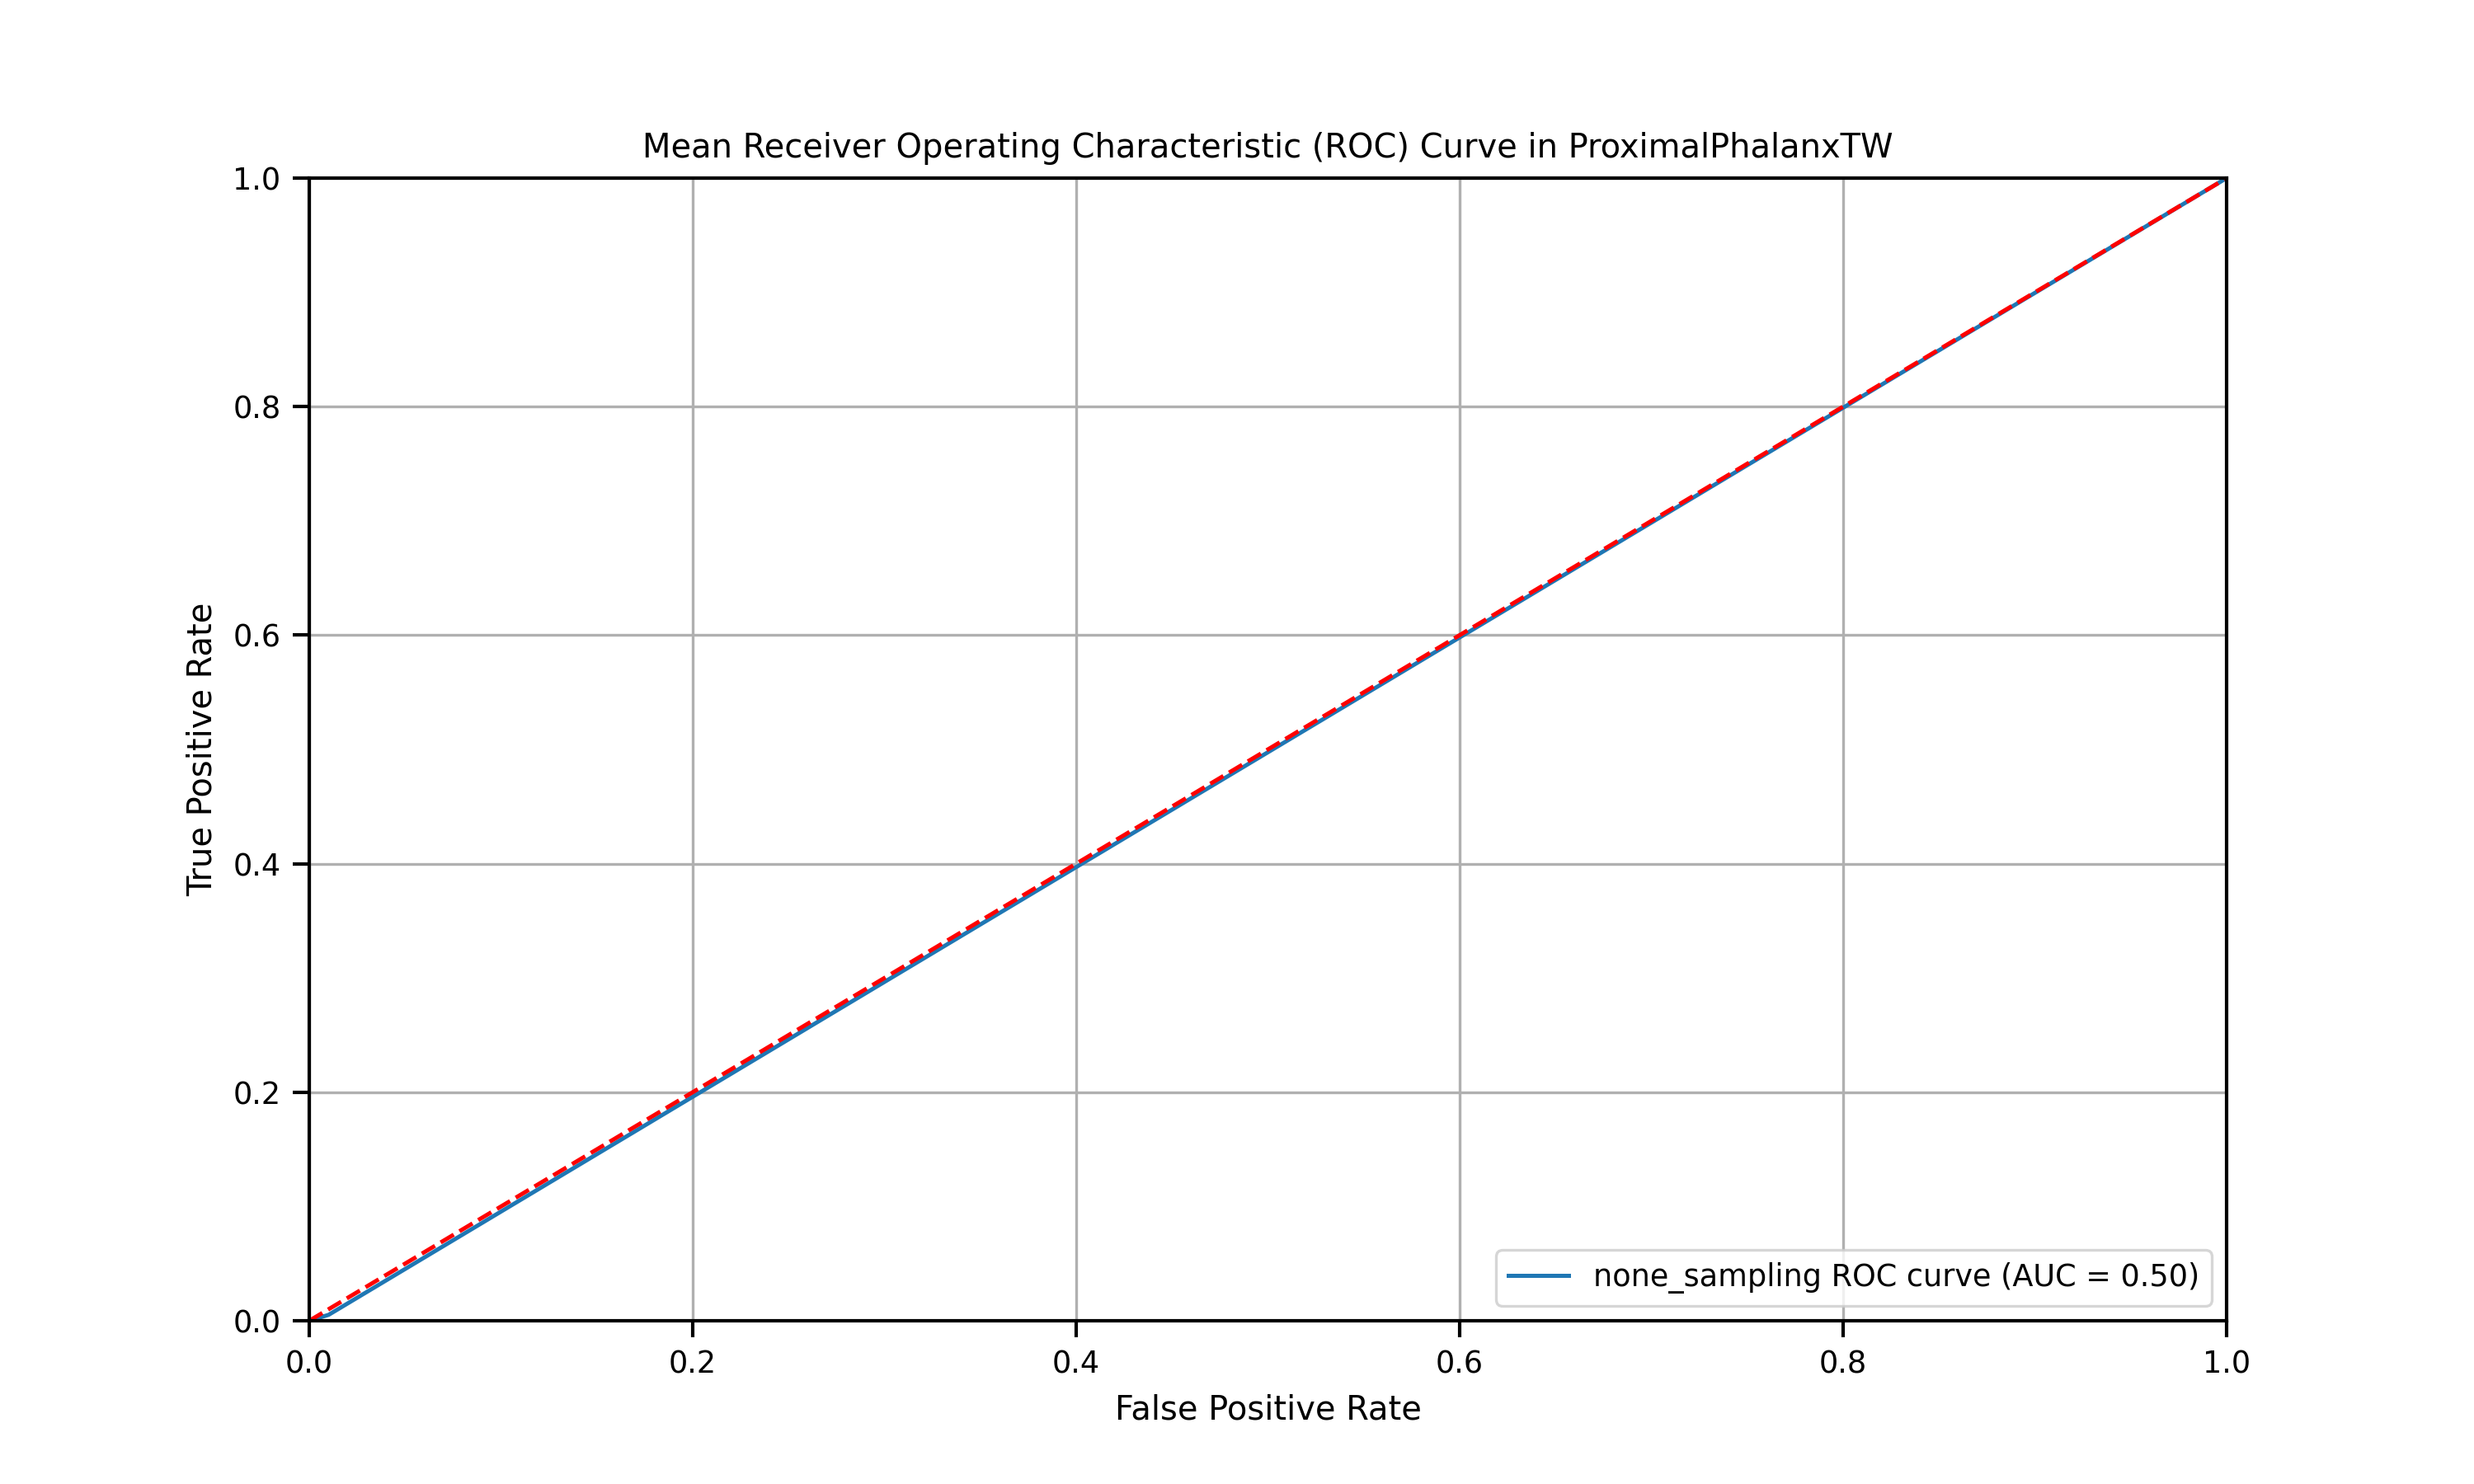 Mean Receiver Operating Characteristic (ROC) Curve in ProximalPhalanxTW
1.0
0.8
0.6
0.4
0.2
0.0
True Positive Rate
none_sampling ROC curve (AUC = 0.50)
0.0 0.2 0.4 0.6 0.8 1.0
False Positive Rate